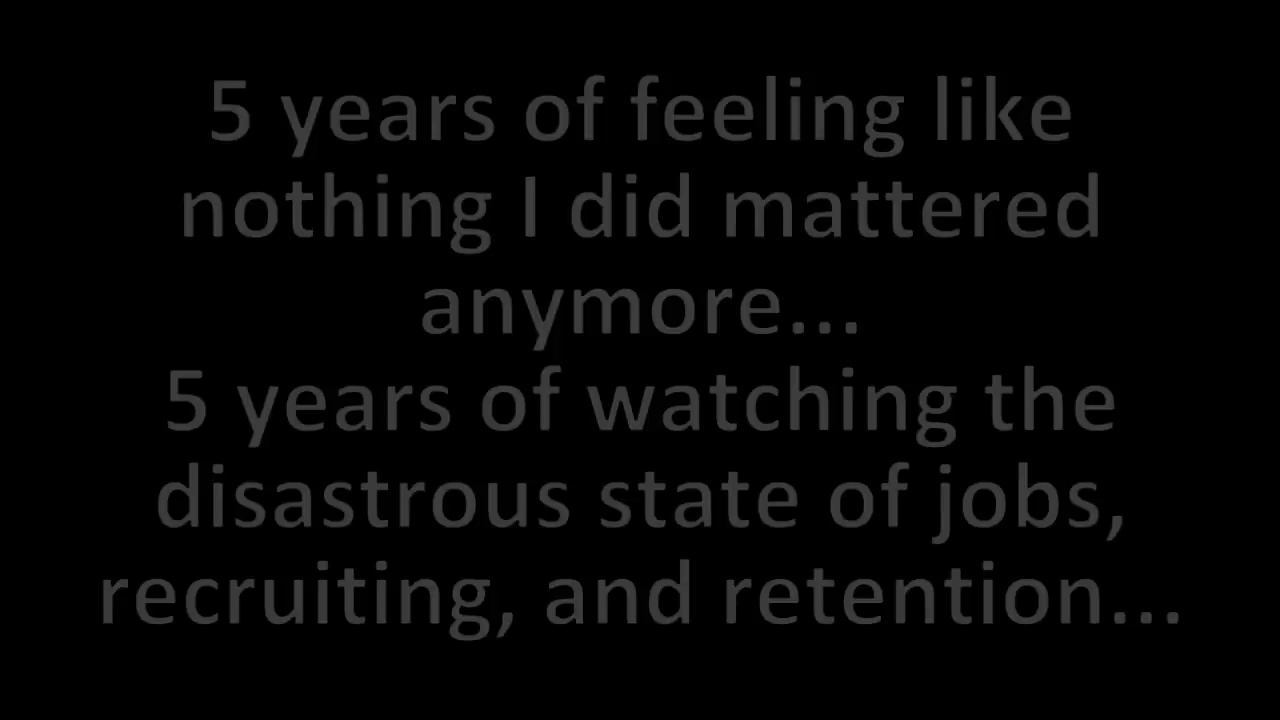 5 years of feeling like
nothing I did mattered
anymore...
5 years of watching the
disastrous state of jobs,
recruiting, and retention...